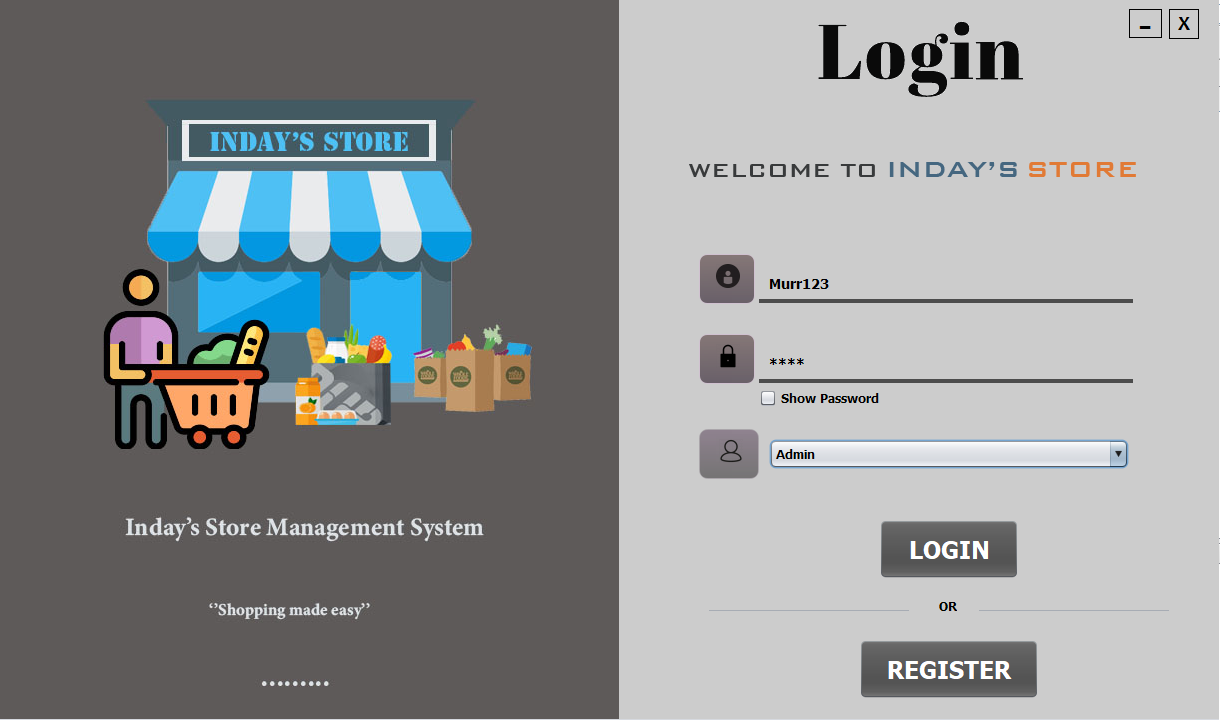 INDAY'S STORE
Inday's Store Management System
‘’Shopping made easy’’
.........
Login
–
X
WELCOME TO INDAY'S STORE
Murr123
****
Show Password
Admin
LOGIN
OR
REGISTER